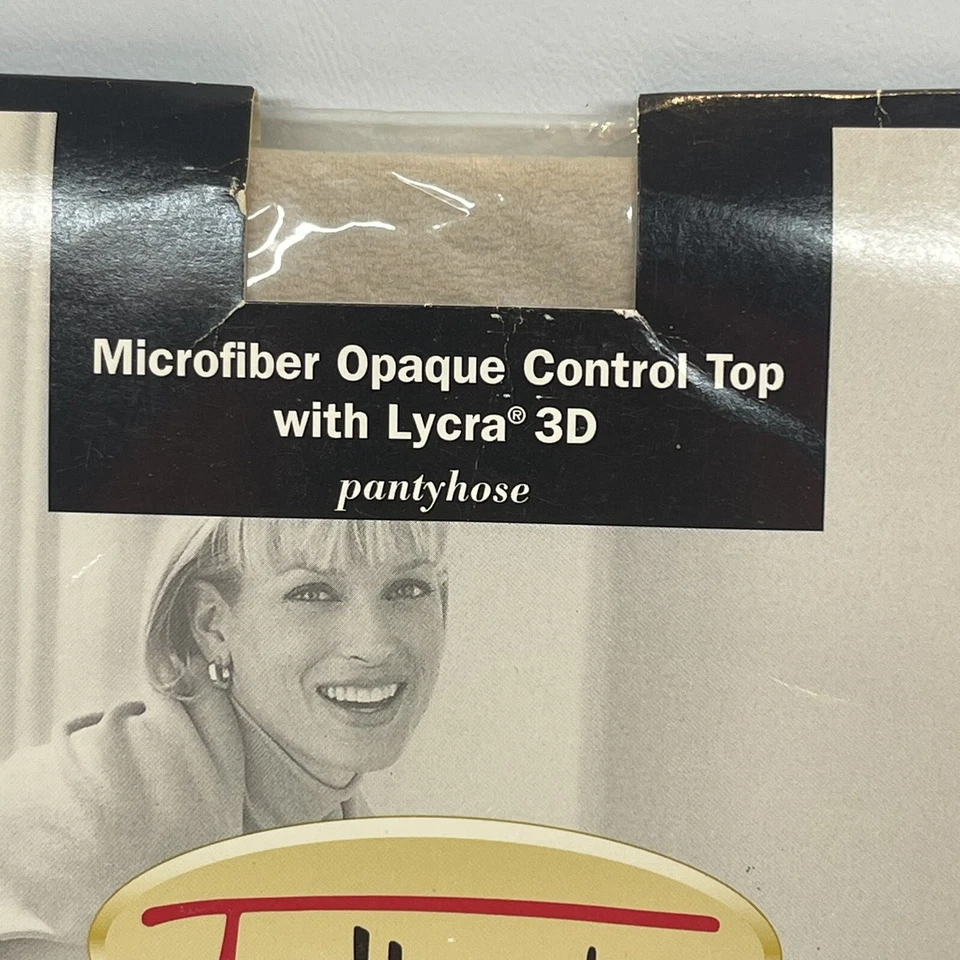 Microfiber Opaque Control Top
with Lycra® 3D
pantyhose